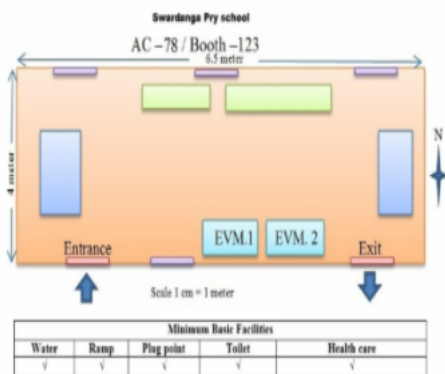 Swardanga Pry school
AC –78 / Booth –123
6.5 meter
4 meter
N
EVM.1 EVM. 2
Entrance Exit
Scale 1 cm = 1 meter
Minimum Basic Facilities
Water Ramp Plug point Toilet Health care
√ √ √ √ √